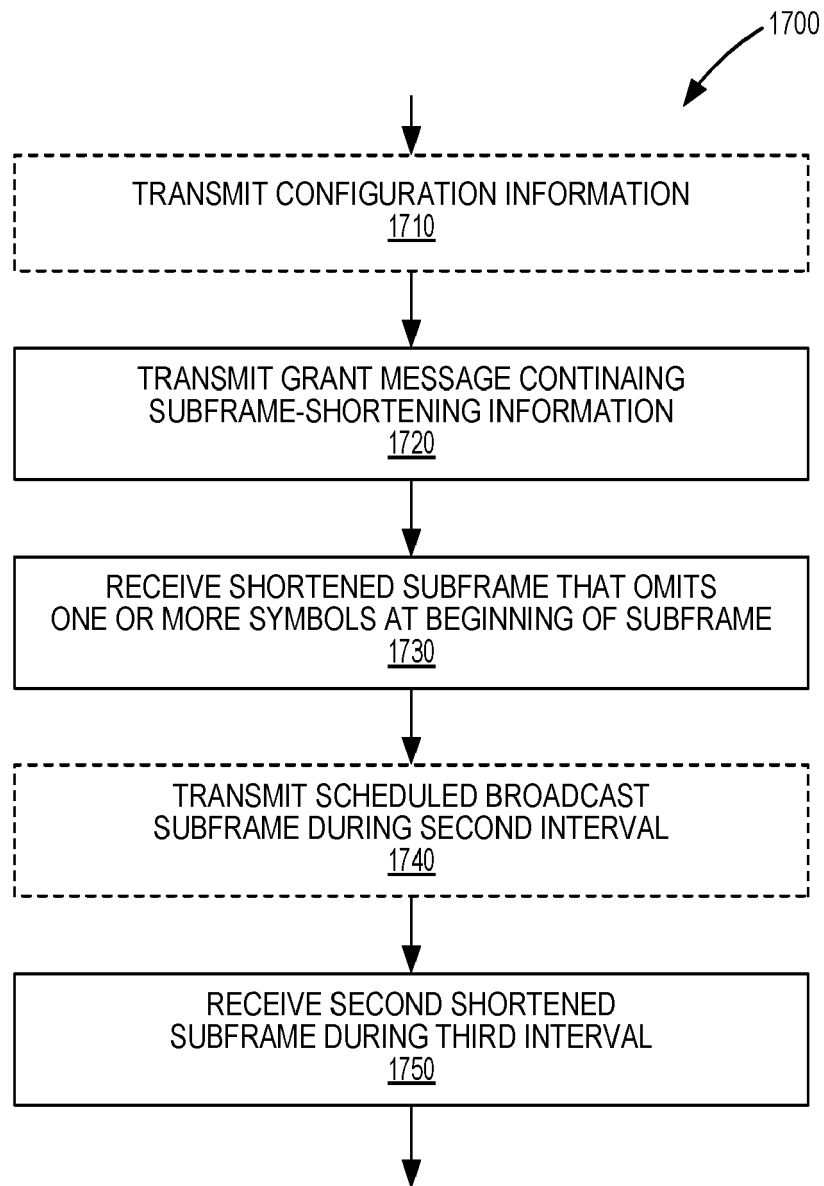 1700
TRANSMIT CONFIGURATION INFORMATION
1710
TRANSMIT GRANT MESSAGE CONTINAING
SUBFRAME-SHORTENING INFORMATION
1720
RECEIVE SHORTENED SUBFRAME THAT OMITS
ONE OR MORE SYMBOLS AT BEGINNING OF SUBFRAME
1730
TRANSMIT SCHEDULED BROADCAST
SUBFRAME DURING SECOND INTERVAL
1740
RECEIVE SECOND SHORTENED
SUBFRAME DURING THIRD INTERVAL
1750